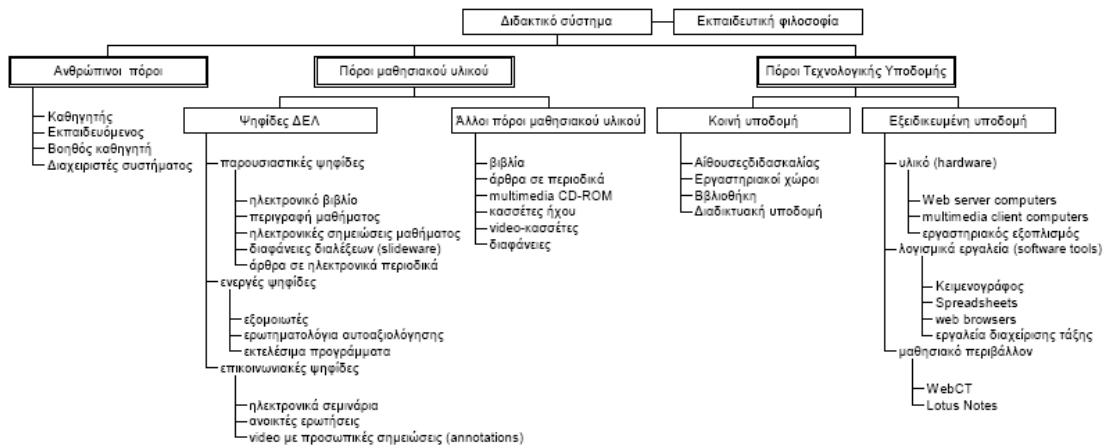 Διδακτικό σύστημα
Εκπαιδευτική φιλοσοφία
Ανθρώπινοι πόροι
Καθηγητής
Εκπαιδευόμενος
Βοηθός καθηγητή
Διαχειριστές συστήματος
Πόροι μαθησιακού υλικού
Ψηφίδες ΔΕΛ
παρουσιαστικές ψηφίδες
ηλεκτρονικό βιβλίο
περιγραφή μαθήματος
ηλεκτρονικές σημειώσεις μαθήματος
διαφάνειες διαλέξεων (slideware)
άρθρα σε ηλεκτρονικά περιοδικά
ενεργές ψηφίδες
εξομοιωτές
ερωτηματολόγια αυτοαξιολόγησης
εκτελέσιμα προγράμματα
επικοινωνιακές ψηφίδες
ηλεκτρονικά σεμινάρια
ανοικτές ερωτήσεις
video με προσωπικές σημειώσεις (annotations)
Άλλοι πόροι μαθησιακού υλικού
βιβλία
άρθρα σε περιοδικά
multimedia CD-ROM
κασσέτες ήχου
video-κασσέτες
διαφάνειες
Πόροι Τεχνολογικής Υποδομής
Κοινή υποδομή
Αίθουσεςδιδασκαλίας
Εργαστηριακοί χώροι
Ββλιοθήκη
Διαδικτυακή υποδομή
Εξειδικευμένη υποδομή
υλικό (hardware)
Web server computers
multimedia client computers
εργαστηριακός εξοπλισμός
λογισμικά εργαλεία (software tools)
Κειμενογράφος
Spreadsheets
web browsers
εργαλεία διαχείρισης τάξης
μαθησιακό περιβάλλον
WebCT
Lotus Notes